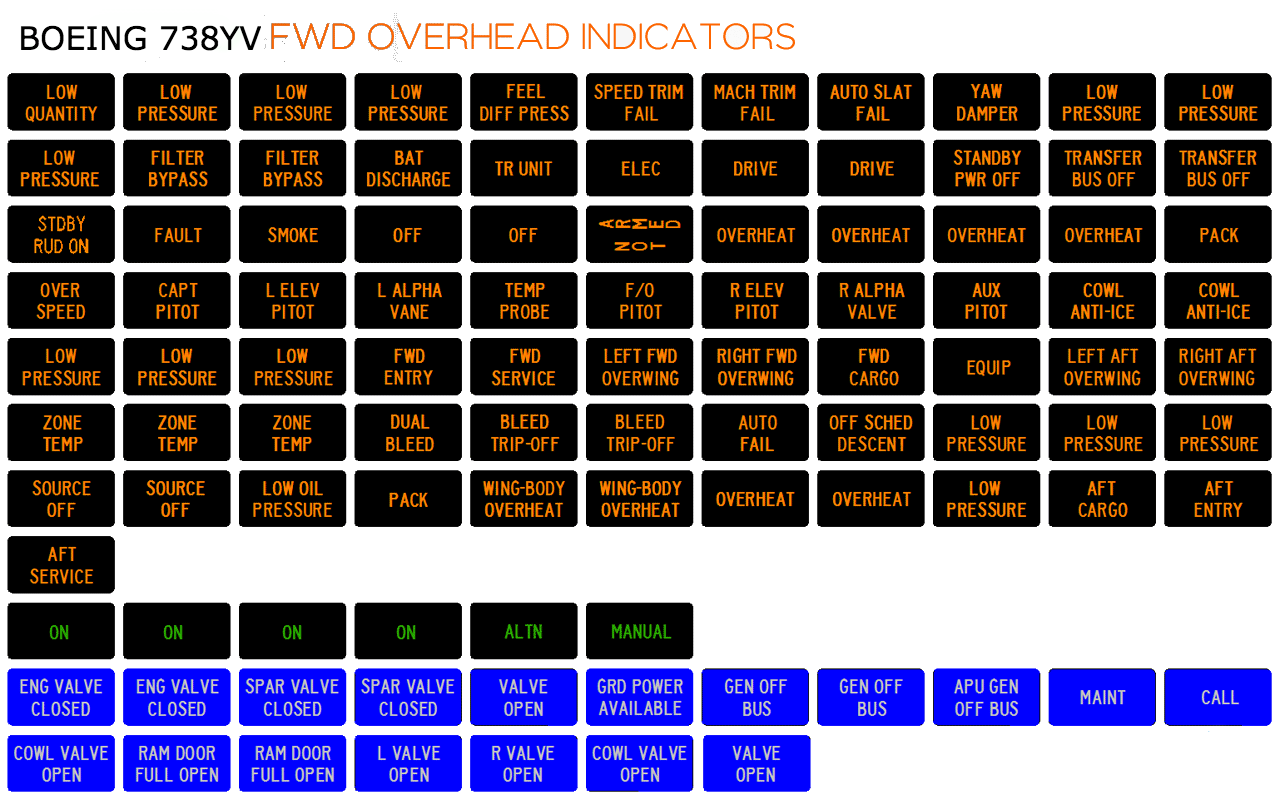 BOEING 738YV FWD OVERHEAD INDICATORS
LOW QUANTITY LOW PRESSURE LOW PRESSURE LOW PRESSURE FEEL DIFF PRESS SPEED TRIM FAIL MACH TRIM FAIL AUTO SLAT FAIL YAW DAMPER LOW PRESSURE LOW PRESSURE
LOW PRESSURE FILTER BYPASS FILTER BYPASS BAT DISCHARGE TR UNIT ELEC DRIVE DRIVE STANDBY PWR OFF TRANSFER BUS OFF TRANSFER BUS OFF
STDBY RUD ON FAULT SMOKE OFF OFF NOT ARMED OVERHEAT OVERHEAT OVERHEAT OVERHEAT PACK
OVER SPEED CAPT PITOT L ELEV PITOT L ALPHA VANE TEMP PROBE F/O PITOT R ELEV PITOT R ALPHA VALVE AUX PITOT COWL ANTI-ICE COWL ANTI-ICE
LOW PRESSURE LOW PRESSURE LOW PRESSURE FWD ENTRY FWD SERVICE LEFT FWD OVERWING RIGHT FWD OVERWING FWD CARGO EQUIP LEFT AFT OVERWING RIGHT AFT OVERWING
ZONE TEMP ZONE TEMP ZONE TEMP DUAL BLEED BLEED TRIP-OFF BLEED TRIP-OFF AUTO FAIL OFF SCHED DESCENT LOW PRESSURE LOW PRESSURE LOW PRESSURE
SOURCE OFF SOURCE OFF LOW OIL PRESSURE PACK WING-BODY OVERHEAT WING-BODY OVERHEAT OVERHEAT OVERHEAT LOW PRESSURE AFT CARGO AFT ENTRY
AFT SERVICE
ON ON ON ON ALTN MANUAL
ENG VALVE CLOSED ENG VALVE CLOSED SPAR VALVE CLOSED SPAR VALVE CLOSED VALVE OPEN GRD POWER AVAILABLE GEN OFF BUS GEN OFF BUS APU GEN OFF BUS MAINT CALL
COWL VALVE OPEN RAM DOOR FULL OPEN RAM DOOR FULL OPEN L VALVE OPEN R VALVE OPEN COWL VALVE OPEN VALVE OPEN